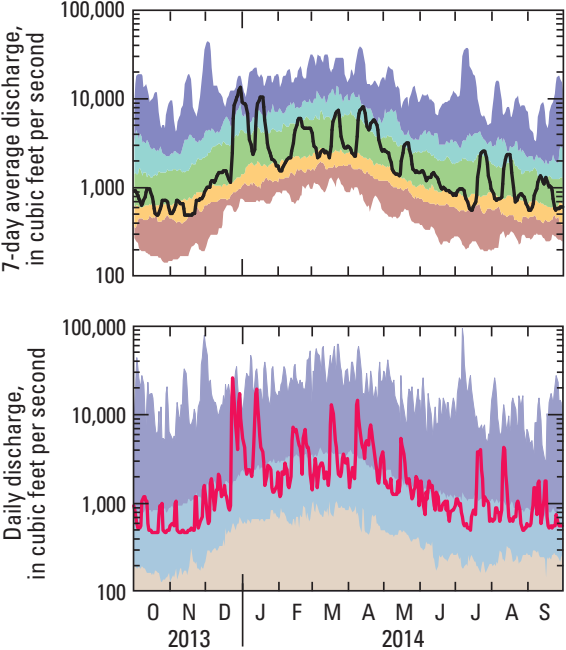 7-day average discharge,
in cubic feet per second
100,000
10,000
1,000
100
Daily discharge,
in cubic feet per second
100,000
10,000
1,000
100
O N D J F M A M J J A S
2013 2014